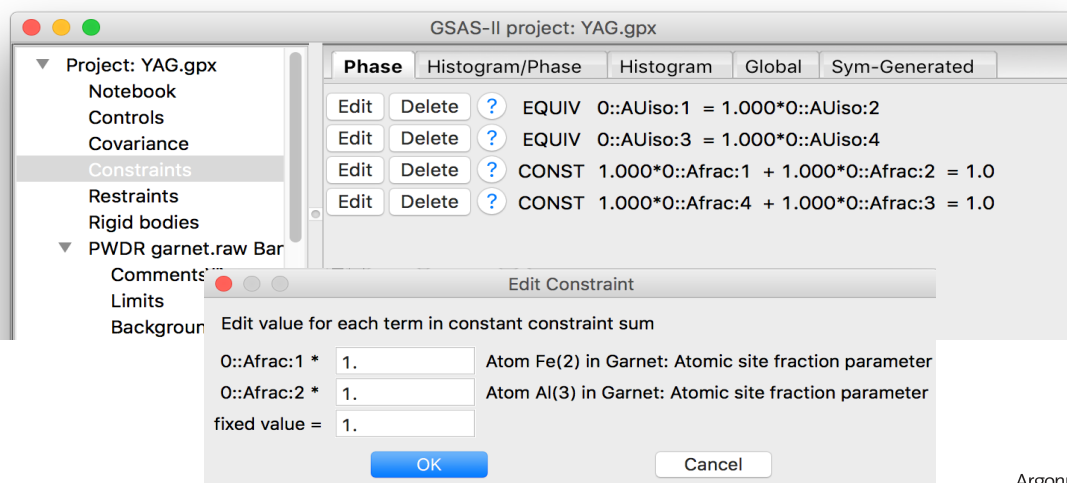 GSAS-II project: YAG.gpx
Project: YAG.gpx
Notebook
Controls
Covariance
Constraints
Restraints
Rigid bodies
PWDR garnet.raw Bar
Comments
Limits
Backgroun
Phase Histogram/Phase Histogram Global Sym-Generated
Edit Delete ? EQUIV 0::AUiso:1 = 1.000*0::AUiso:2
Edit Delete ? EQUIV 0::AUiso:3 = 1.000*0::AUiso:4
Edit Delete ? CONST 1.000*0::Afrac:1 + 1.000*0::Afrac:2 = 1.0
Edit Delete ? CONST 1.000*0::Afrac:4 + 1.000*0::Afrac:3 = 1.0
Edit Constraint
Edit value for each term in constant constraint sum
0::Afrac:1 * 1. Atom Fe(2) in Garnet: Atomic site fraction parameter
0::Afrac:2 * 1. Atom Al(3) in Garnet: Atomic site fraction parameter
fixed value = 1.
OK Cancel